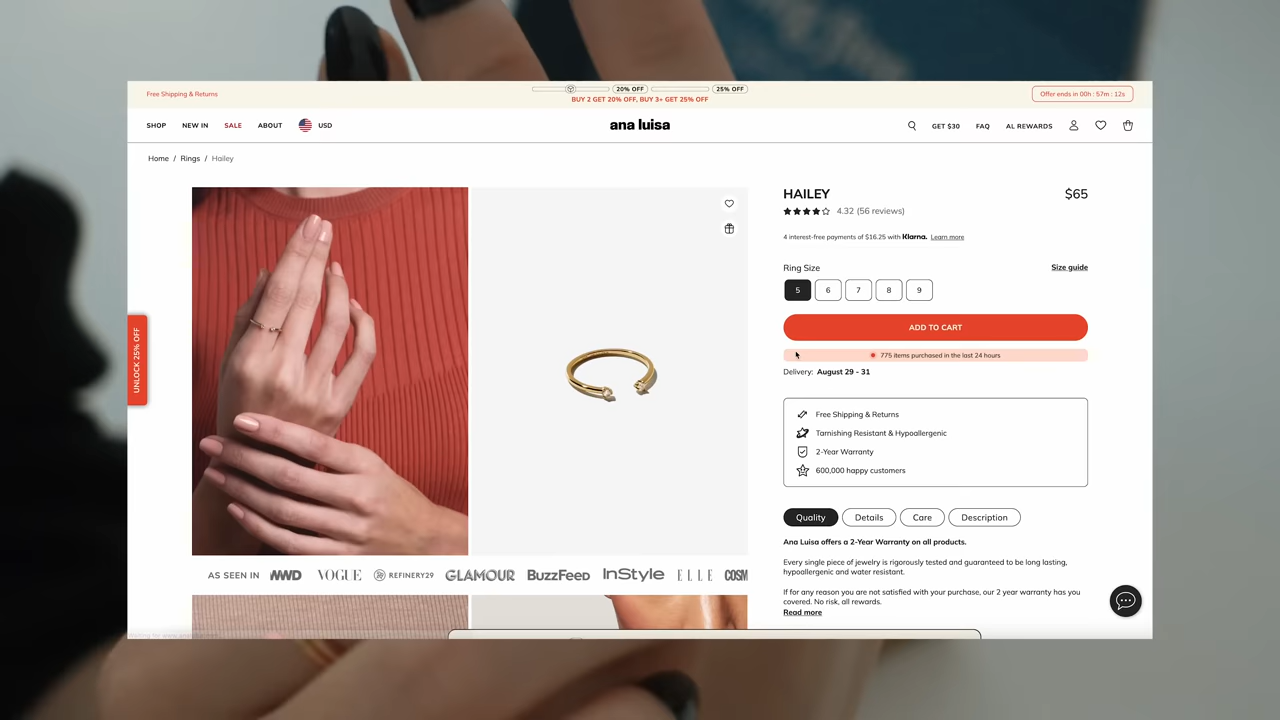 Free Shipping & Returns
20% OFF
25% OFF
BUY 2 GET 20% OFF, BUY 3+ GET 25% OFF
Offer ends in 00h : 57m : 12s
SHOP NEW IN SALE ABOUT USD
ana luisa
GET $30 FAQ AL REWARDS
Home / Rings / Hailey
HAILEY $65
4.32 (56 reviews)
4 interest-free payments of $16.25 with Klarna. Learn more
Ring Size Size guide
5 6 7 8 9
ADD TO CART
775 items purchased in the last 24 hours
Delivery: August 29 - 31
UNLOCK 25% OFF
Free Shipping & Returns
Tarnishing Resistant & Hypoallergenic
2-Year Warranty
600,000 happy customers
Quality Details Care Description
Ana Luisa offers a 2-Year Warranty on all products.
Every single piece of jewelry is rigorously tested and guaranteed to be long lasting,
hypoallergenic and water resistant.
If for any reason you are not satisfied with your purchase, our 2 year warranty has you
covered. No risk, all rewards.
Read more
AS SEEN IN WWD VOGUE REFINERY29 GLAMOUR BuzzFeed InStyle ELLE COSM